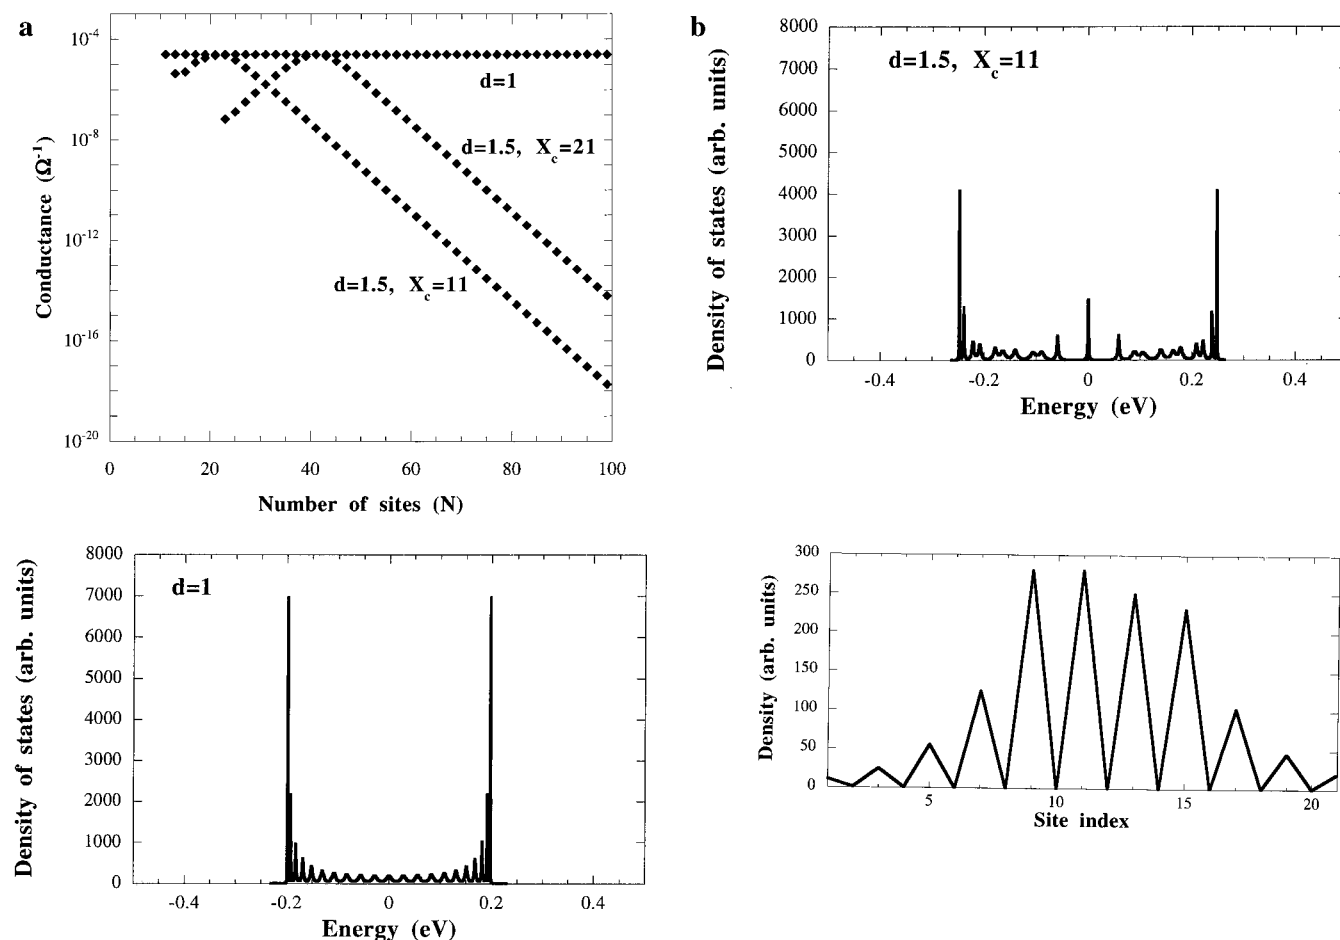 a
Conductance (Ω⁻¹)
10⁻⁴
10⁻⁸
10⁻¹²
10⁻¹⁶
10⁻²⁰
d=1
d=1.5, X_c=21
d=1.5, X_c=11
0 20 40 60 80 100
Number of sites (N)
b
Density of states (arb. units)
8000
7000
6000
5000
4000
3000
2000
1000
0
d=1.5, X_c=11
-0.4 -0.2 0 0.2 0.4
Energy (eV)
Density of states (arb. units)
8000
7000
6000
5000
4000
3000
2000
1000
0
d=1
-0.4 -0.2 0 0.2 0.4
Energy (eV)
Density (arb. units)
300
250
200
150
100
50
0
5 10 15 20
Site index